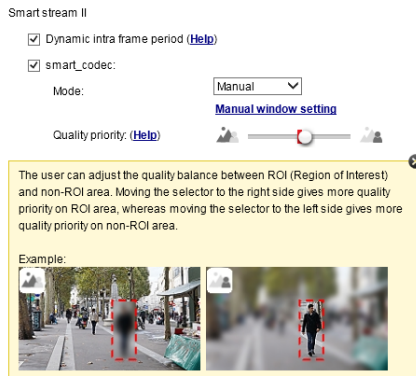 Smart stream II
Dynamic intra frame period (Help)
smart_codec:
Mode:
Manual
Manual window setting
Quality priority: (Help)
The user can adjust the quality balance between ROI (Region of Interest)
and non-ROI area. Moving the selector to the right side gives more quality
priority on ROI area, whereas moving the selector to the left side gives more
quality priority on non-ROI area.
Example: